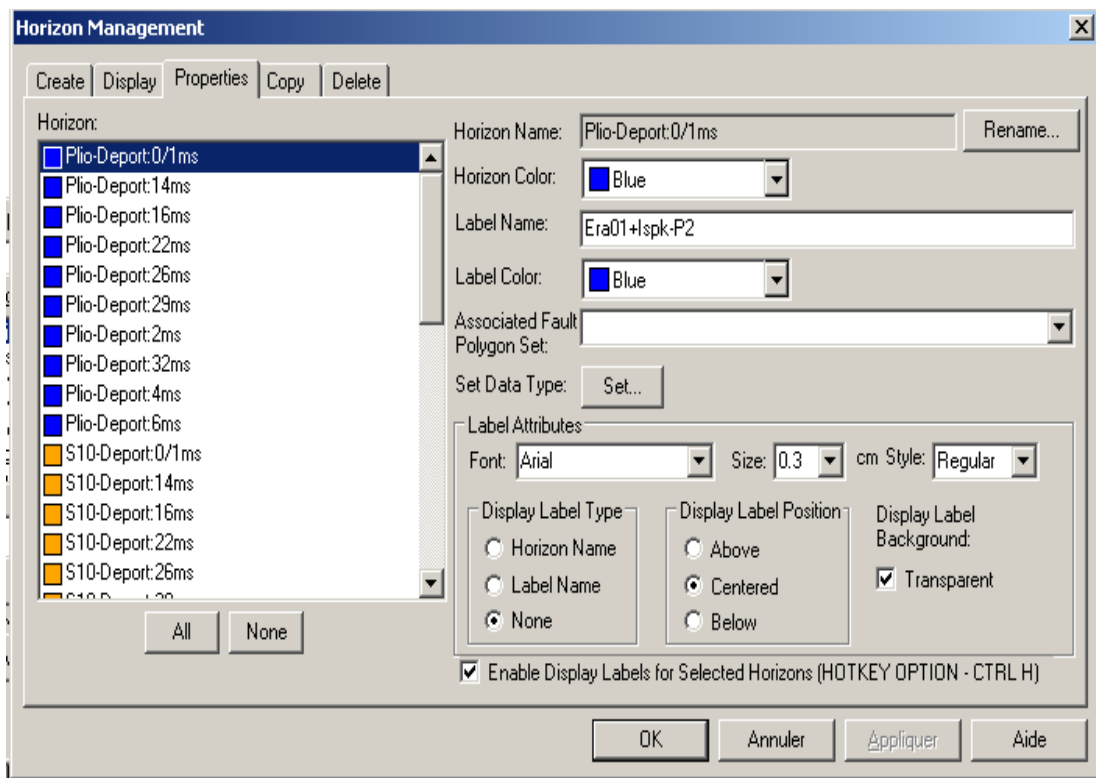 Horizon Management
Create Display Properties Copy Delete
Horizon:
Plio-Deport:0/1ms
Plio-Deport:14ms
Plio-Deport:16ms
Plio-Deport:22ms
Plio-Deport:26ms
Plio-Deport:29ms
Plio-Deport:2ms
Plio-Deport:32ms
Plio-Deport:4ms
Plio-Deport:6ms
S10-Deport:0/1ms
S10-Deport:14ms
S10-Deport:16ms
S10-Deport:22ms
S10-Deport:26ms
All None
Horizon Name: Plio-Deport:0/1ms Rename...
Horizon Color: Blue
Label Name: Era01+Ispk-P2
Label Color: Blue
Associated Fault
Polygon Set:
Set Data Type: Set...
Label Attributes
Font: Arial Size: 0.3 cm Style: Regular
Display Label Type
Horizon Name
Label Name
None
Display Label Position
Above
Centered
Below
Display Label
Background:
Transparent
Enable Display Labels for Selected Horizons (HOTKEY OPTION - CTRL H)
OK Annuler Appliquer Aide